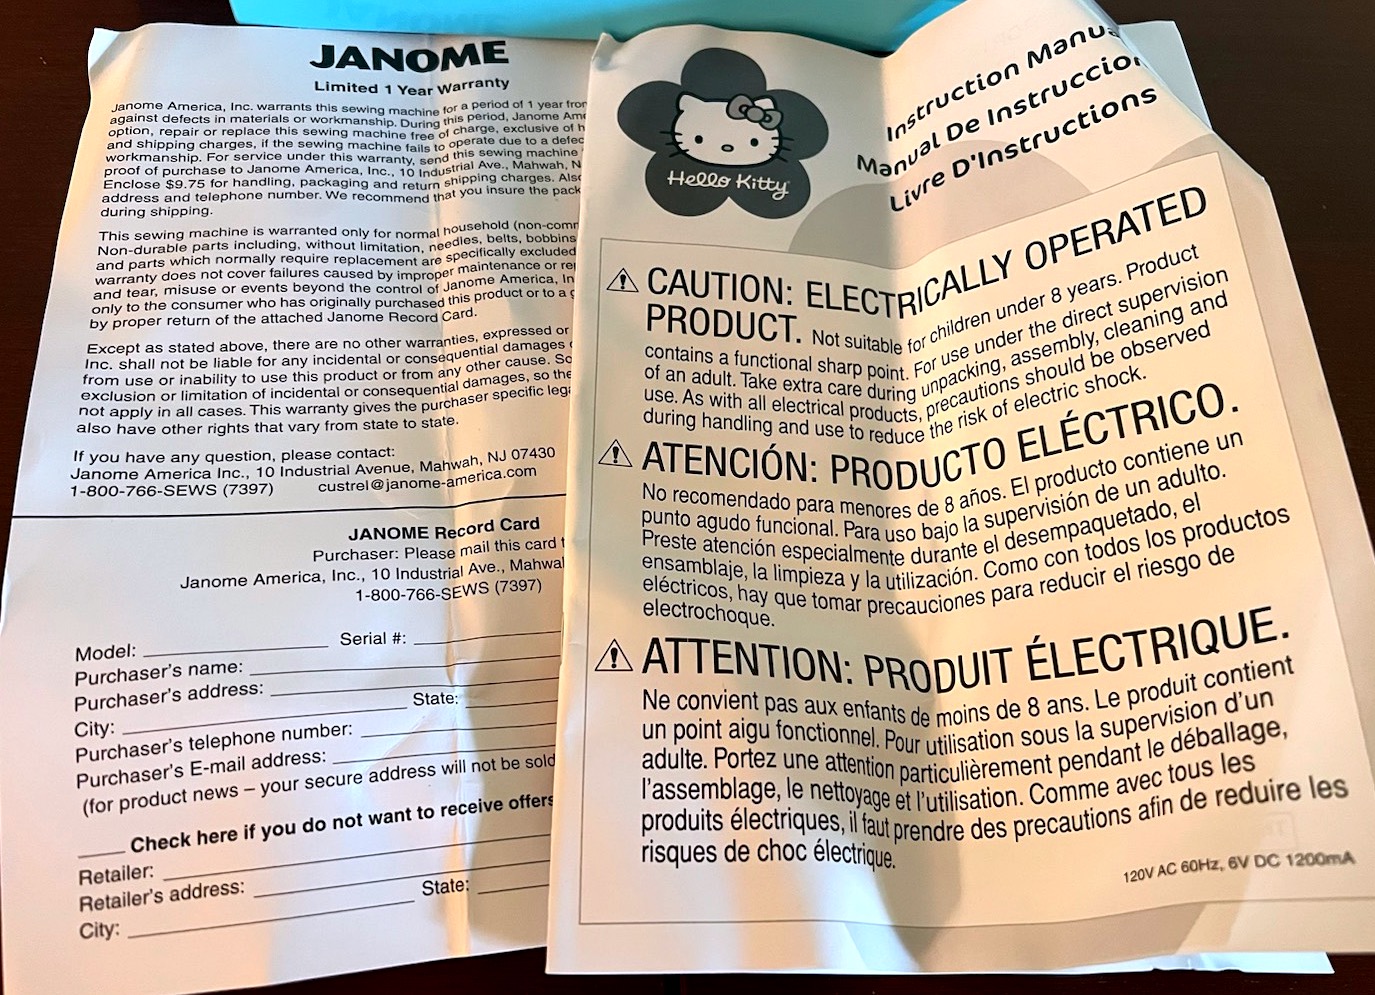 JANOME
Limited 1 Year Warranty
Janome America, Inc. warrants this sewing machine for a period of 1 year from
against defects in materials or workmanship. During this period, Janome Ame
option, repair or replace this sewing machine free of charge, exclusive of h
and shipping charges, if the sewing machine fails to operate due to a defec
workmanship. For service under this warranty, send this sewing machine
proof of purchase to Janome America, Inc., 10 Industrial Ave., Mahwah, N
Enclose $9.75 for handling, packaging and return shipping charges. Also
address and telephone number. We recommend that you insure the pack
during shipping.
This sewing machine is warranted only for normal household (non-comm
Non-durable parts including, without limitation, needles, belts, bobbins
and parts which normally require replacement are specifically excluded
warranty does not cover failures caused by improper maintenance or rep
and tear, misuse or events beyond the control of Janome America, In
only to the consumer who has originally purchased this product or to a g
by proper return of the attached Janome Record Card.
Except as stated above, there are no other warranties, expressed or
Inc. shall not be liable for any incidental or consequential damages
from use or inability to use this product or from any other cause. So
exclusion or limitation of incidental or consequential damages, so the
not apply in all cases. This warranty gives the purchaser specific lega
also have other rights that vary from state to state.
If you have any question, please contact:
Janome America Inc., 10 Industrial Avenue, Mahwah, NJ 07430
1-800-766-SEWS (7397) custrel@janome-america.com
JANOME Record Card
Purchaser: Please mail this card t
Janome America, Inc., 10 Industrial Ave., Mahwa
1-800-766-SEWS (7397)
Model: Serial #:
Purchaser's name:
Purchaser's address:
City: State:
Purchaser's telephone number:
Purchaser's E-mail address:
(for product news – your secure address will not be sold
Check here if you do not want to receive offers
Retailer:
Retailer's address:
City: State:
Hello Kitty
Instruction Manua
Manual De Instruccion
Livre D'Instructions
CAUTION: ELECTRICALLY OPERATED
PRODUCT. Not suitable for children under 8 years. Product
contains a functional sharp point. For use under the direct supervision
of an adult. Take extra care during unpacking, assembly, cleaning and
use. As with all electrical products, precautions should be observed
during handling and use to reduce the risk of electric shock.
ATENCIÓN: PRODUCTO ELÉCTRICO.
No recomendado para menores de 8 años. El producto contiene un
punto agudo funcional. Para uso bajo la supervisión de un adulto.
Preste atención especialmente durante el desempaquetado, el
ensamblaje, la limpieza y la utilización. Como con todos los productos
eléctricos, hay que tomar precauciones para reducir el riesgo de
electrochoque.
ATTENTION: PRODUIT ÉLECTRIQUE.
Ne convient pas aux enfants de moins de 8 ans. Le produit contient
un point aigu fonctionnel. Pour utilisation sous la supervision d'un
adulte. Portez une attention particulièrement pendant le déballage,
l'assemblage, le nettoyage et l'utilisation. Comme avec tous les
produits électriques, il faut prendre des precautions afin de reduire les
risques de choc électrique.
120V AC 60Hz, 6V DC 1200mA